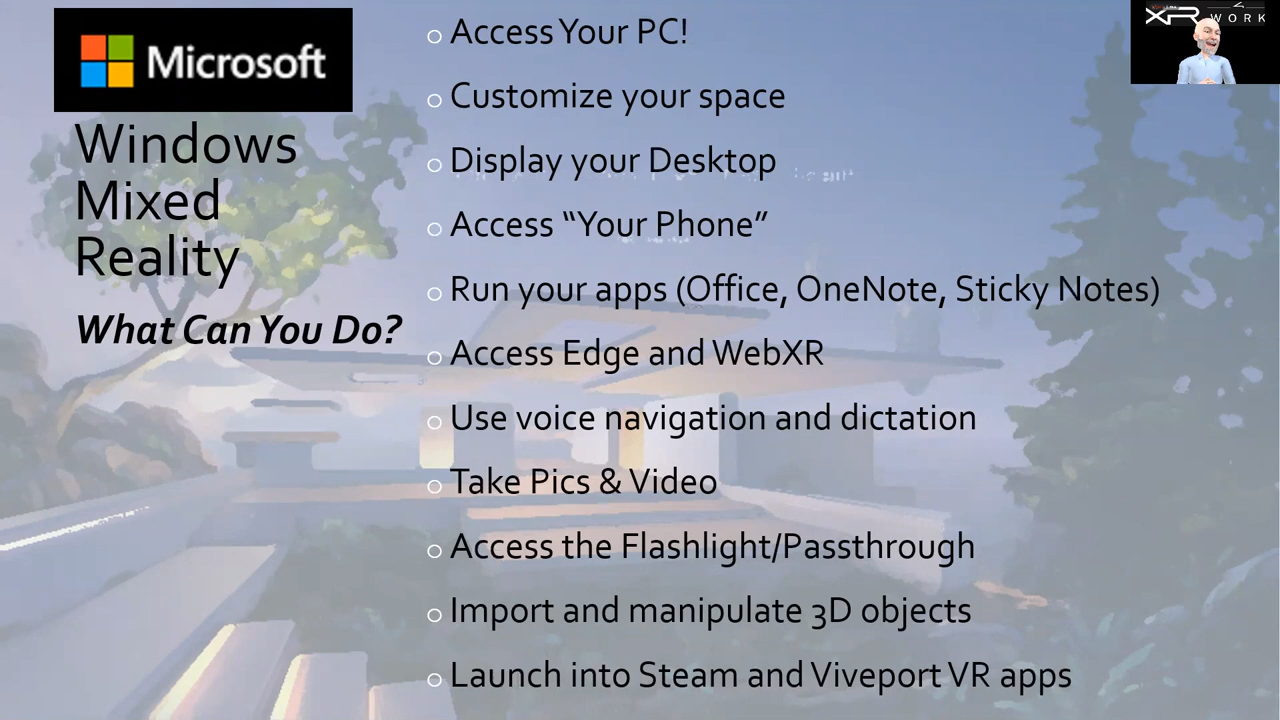 Microsoft
Windows
Mixed
Reality
What Can You Do?
Access Your PC!
Customize your space
Display your Desktop
Access “Your Phone”
Run your apps (Office, OneNote, Sticky Notes)
Access Edge and WebXR
Use voice navigation and dictation
Take Pics & Video
Access the Flashlight/Passthrough
Import and manipulate 3D objects
Launch into Steam and Viveport VR apps
XR WORK